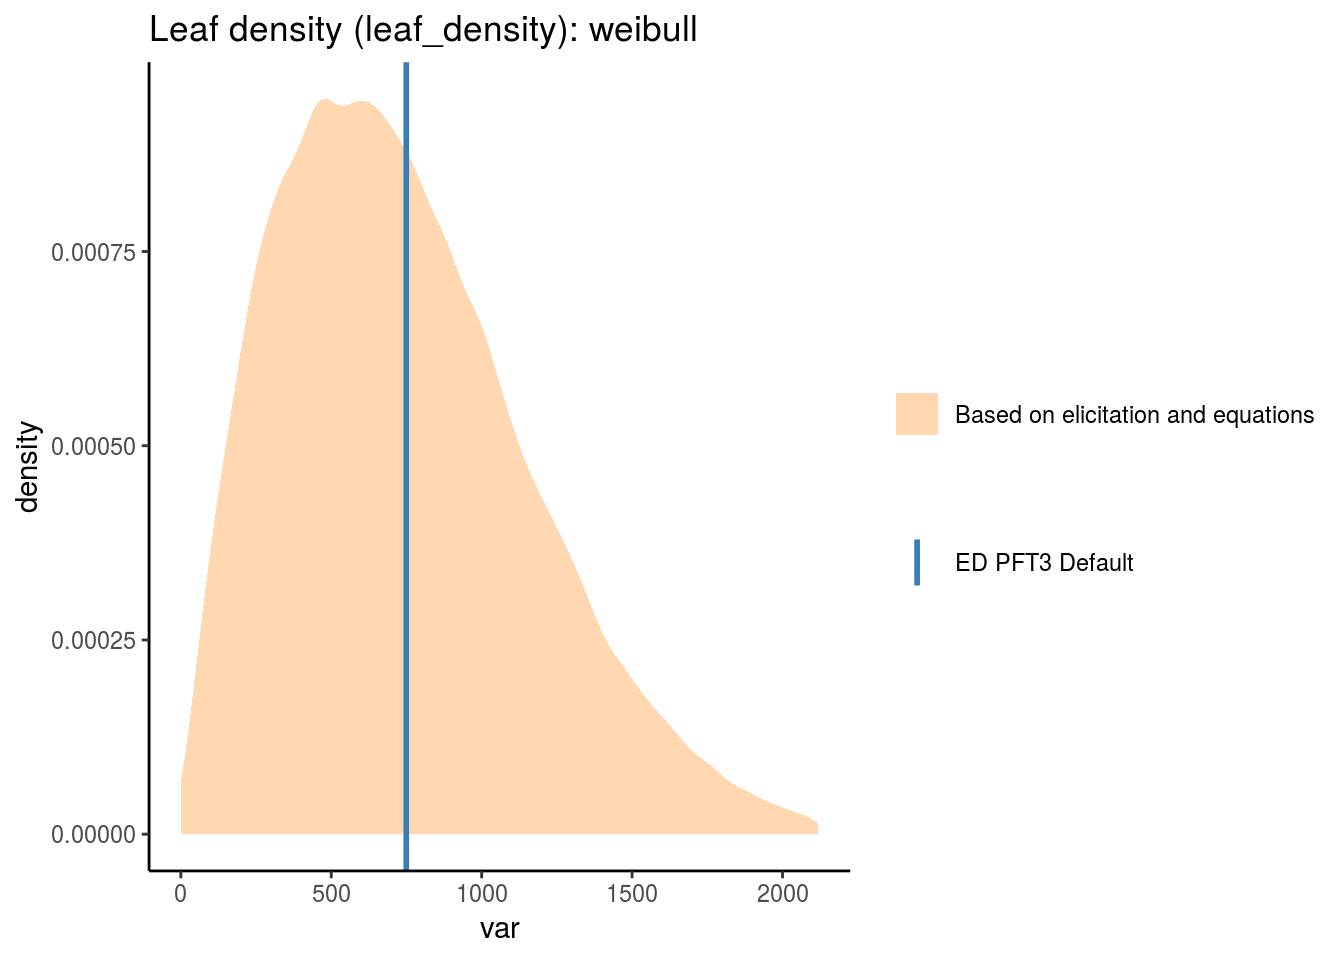 Leaf density (leaf_density): weibull
density
0.00075
0.00050
0.00025
0.00000
0
500
1000
1500
2000
var
Based on elicitation and equations
ED PFT3 Default